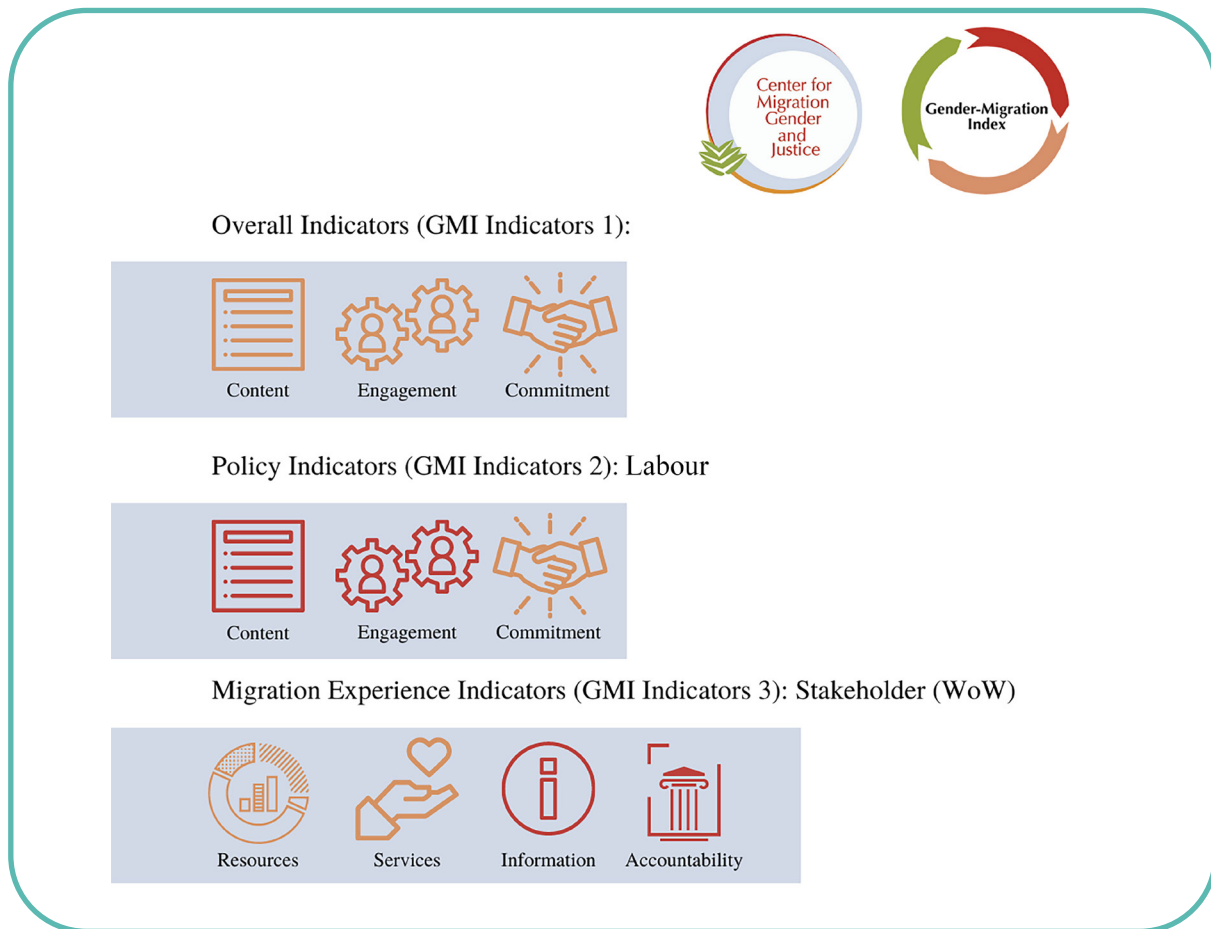 Center for
Migration
Gender
and
Justice
Gender-Migration
Index
Overall Indicators (GMI Indicators 1):
Content Engagement Commitment
Policy Indicators (GMI Indicators 2): Labour
Content Engagement Commitment
Migration Experience Indicators (GMI Indicators 3): Stakeholder (WoW)
Resources Services Information Accountability